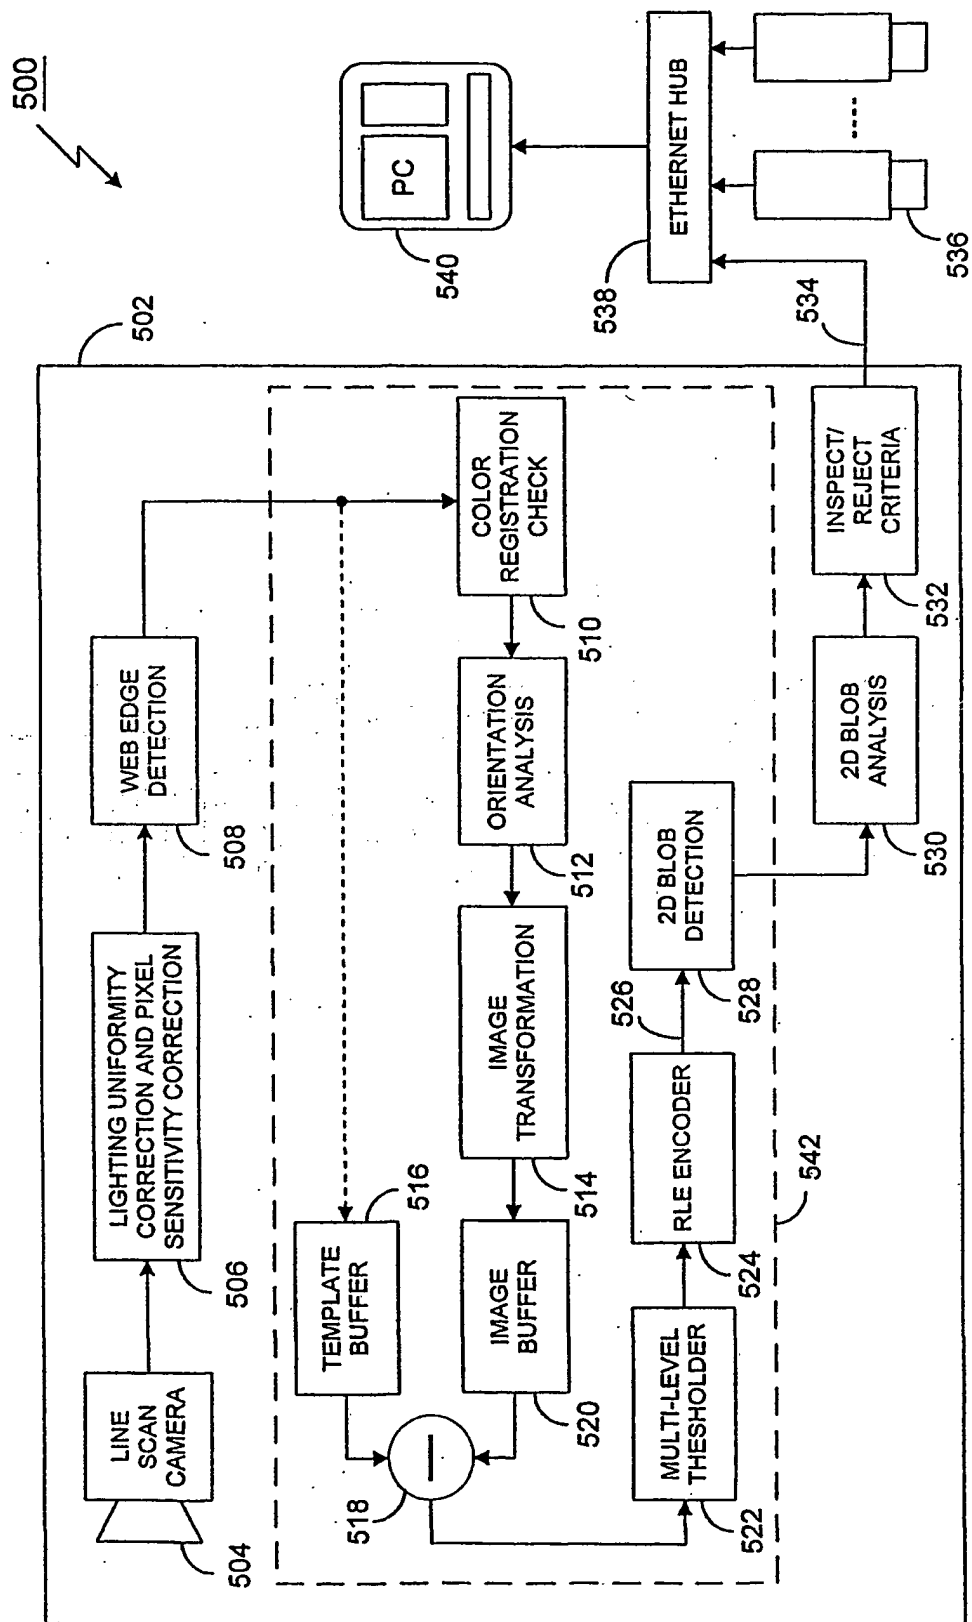 500
502
LINE
SCAN
CAMERA
504
LIGHTING UNIFORMITY
CORRECTION AND PIXEL
SENSITIVITY CORRECTION
506
WEB EDGE
DETECTION
508
TEMPLATE
BUFFER
516
COLOR
REGISTRATION
CHECK
510
ORIENTATION
ANALYSIS
512
IMAGE
TRANSFORMATION
514
IMAGE
BUFFER
520
518
MULTI-LEVEL
THESHOLDER
522
RLE ENCODER
524
526
2D BLOB
DETECTION
528
542
2D BLOB
ANALYSIS
530
INSPECT/
REJECT
CRITERIA
532
534
ETHERNET HUB
538
536
PC
540